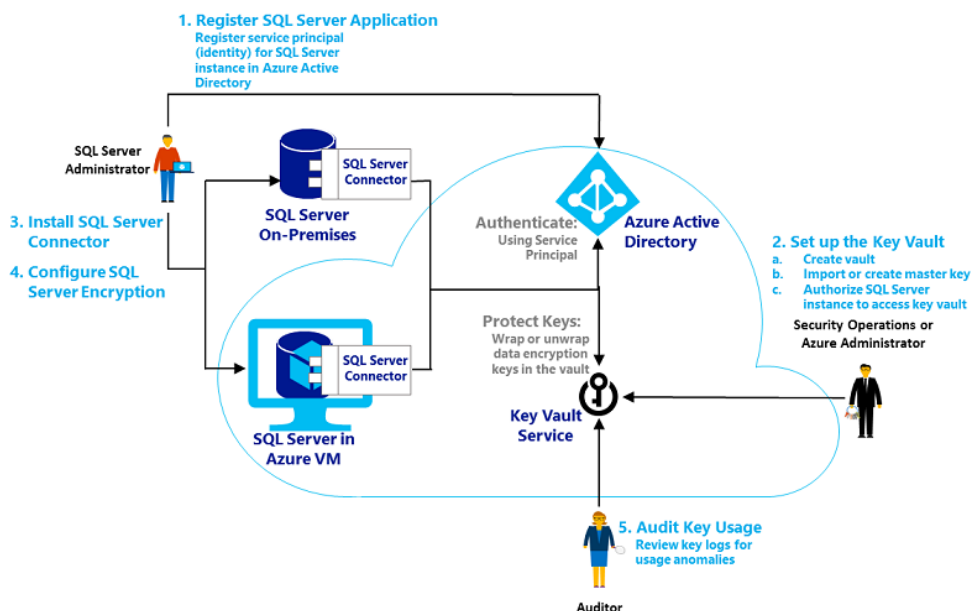 1. Register SQL Server Application
Register service principal
(identity) for SQL Server
instance in Azure Active
Directory
SQL Server
Administrator
SQL Server
Connector
SQL Server
On-Premises
3. Install SQL Server
Connector
4. Configure SQL
Server Encryption
Authenticate:
Using Service
Principal
Azure Active
Directory
2. Set up the Key Vault
a. Create vault
b. Import or create master key
c. Authorize SQL Server
instance to access key vault
Security Operations or
Azure Administrator
Protect Keys:
Wrap or unwrap
data encryption
keys in the vault
SQL Server
Connector
SQL Server in
Azure VM
Key Vault
Service
5. Audit Key Usage
Review key logs for
usage anomalies
Auditor